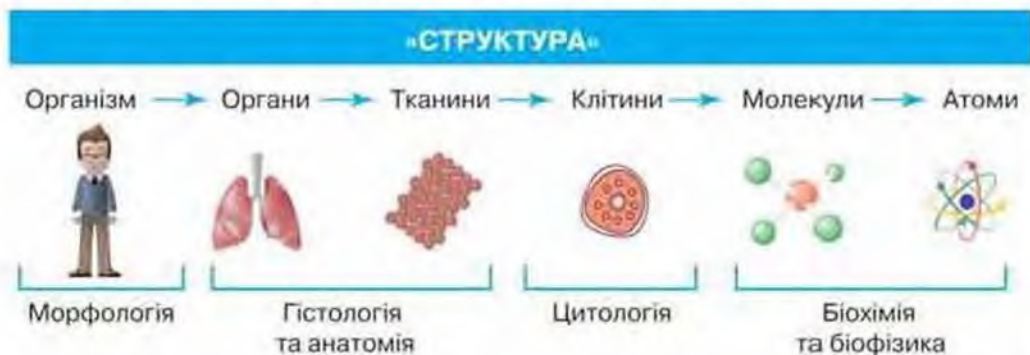 «СТРУКТУРА»
Організм → Органи → Тканини → Клітини → Молекули → Атоми
Морфологія
Гістологія
та анатомія
Цитологія
Біохімія
та біофізика